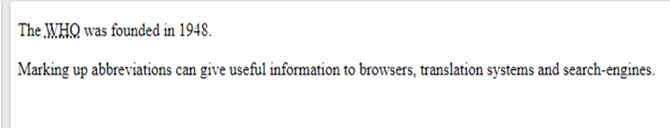 The WHO was founded in 1948.
Marking up abbreviations can give useful information to browsers, translation systems and search-engines.